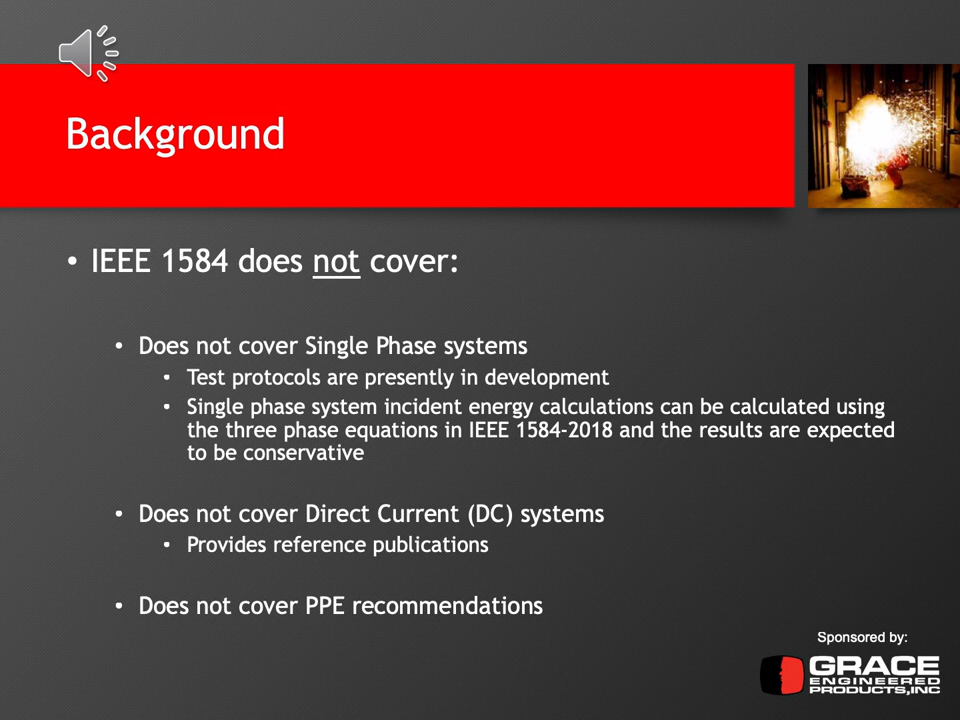 Background
• IEEE 1584 does not cover:
• Does not cover Single Phase systems
• Test protocols are presently in development
• Single phase system incident energy calculations can be calculated using
the three phase equations in IEEE 1584-2018 and the results are expected
to be conservative
• Does not cover Direct Current (DC) systems
• Provides reference publications
• Does not cover PPE recommendations
Sponsored by:
GRACE
ENGINEERED
PRODUCTS,INC